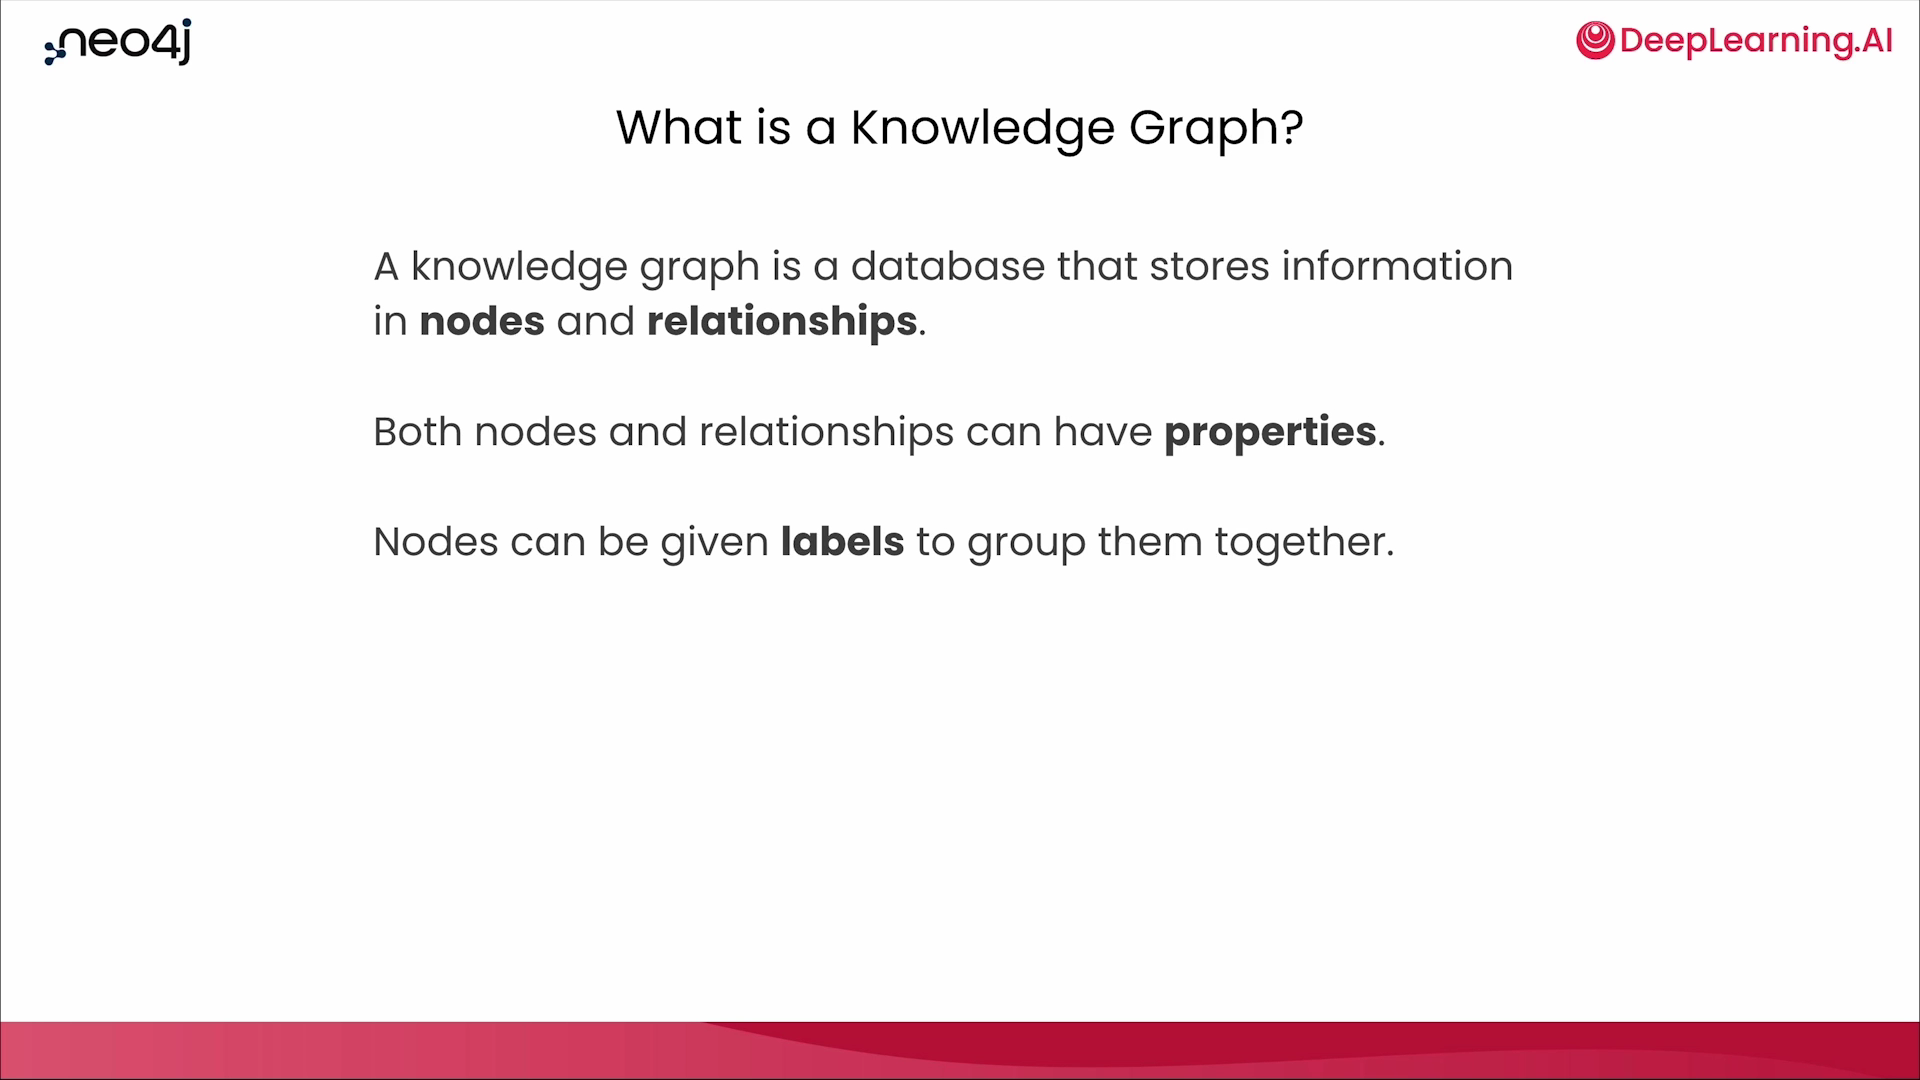 neo4j
DeepLearning.AI
What is a Knowledge Graph?
A knowledge graph is a database that stores information
in nodes and relationships.
Both nodes and relationships can have properties.
Nodes can be given labels to group them together.